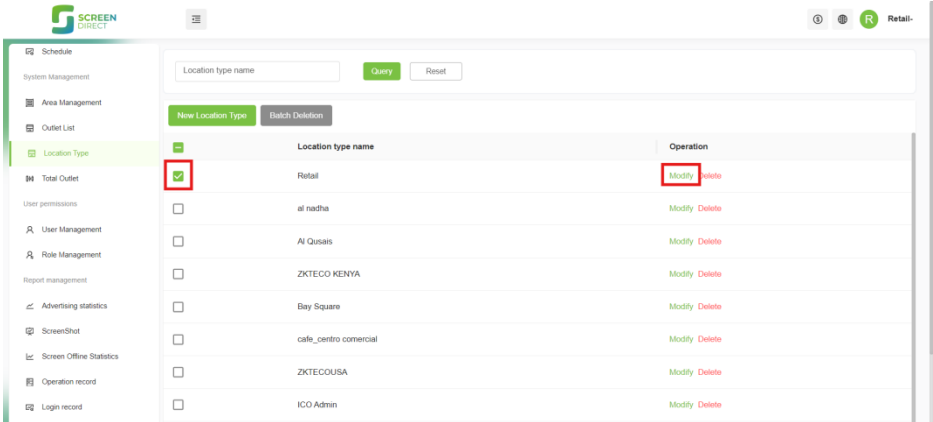 SCREEN
DIRECT
R
Retail-
Schedule
System Management
Area Management
Outlet List
Location Type
Total Outlet
User permissions
User Management
Role Management
Report management
Advertising statistics
ScreenShot
Screen Offline Statistics
Operation record
Login record
Location type name Query Reset
New Location Type Batch Deletion
Location type name Operation
Retail Modify Delete
al nadha Modify Delete
Al Qusais Modify Delete
ZKTECO KENYA Modify Delete
Bay Square Modify Delete
cafe_centro comercial Modify Delete
ZKTECOUSA Modify Delete
ICO Admin Modify Delete